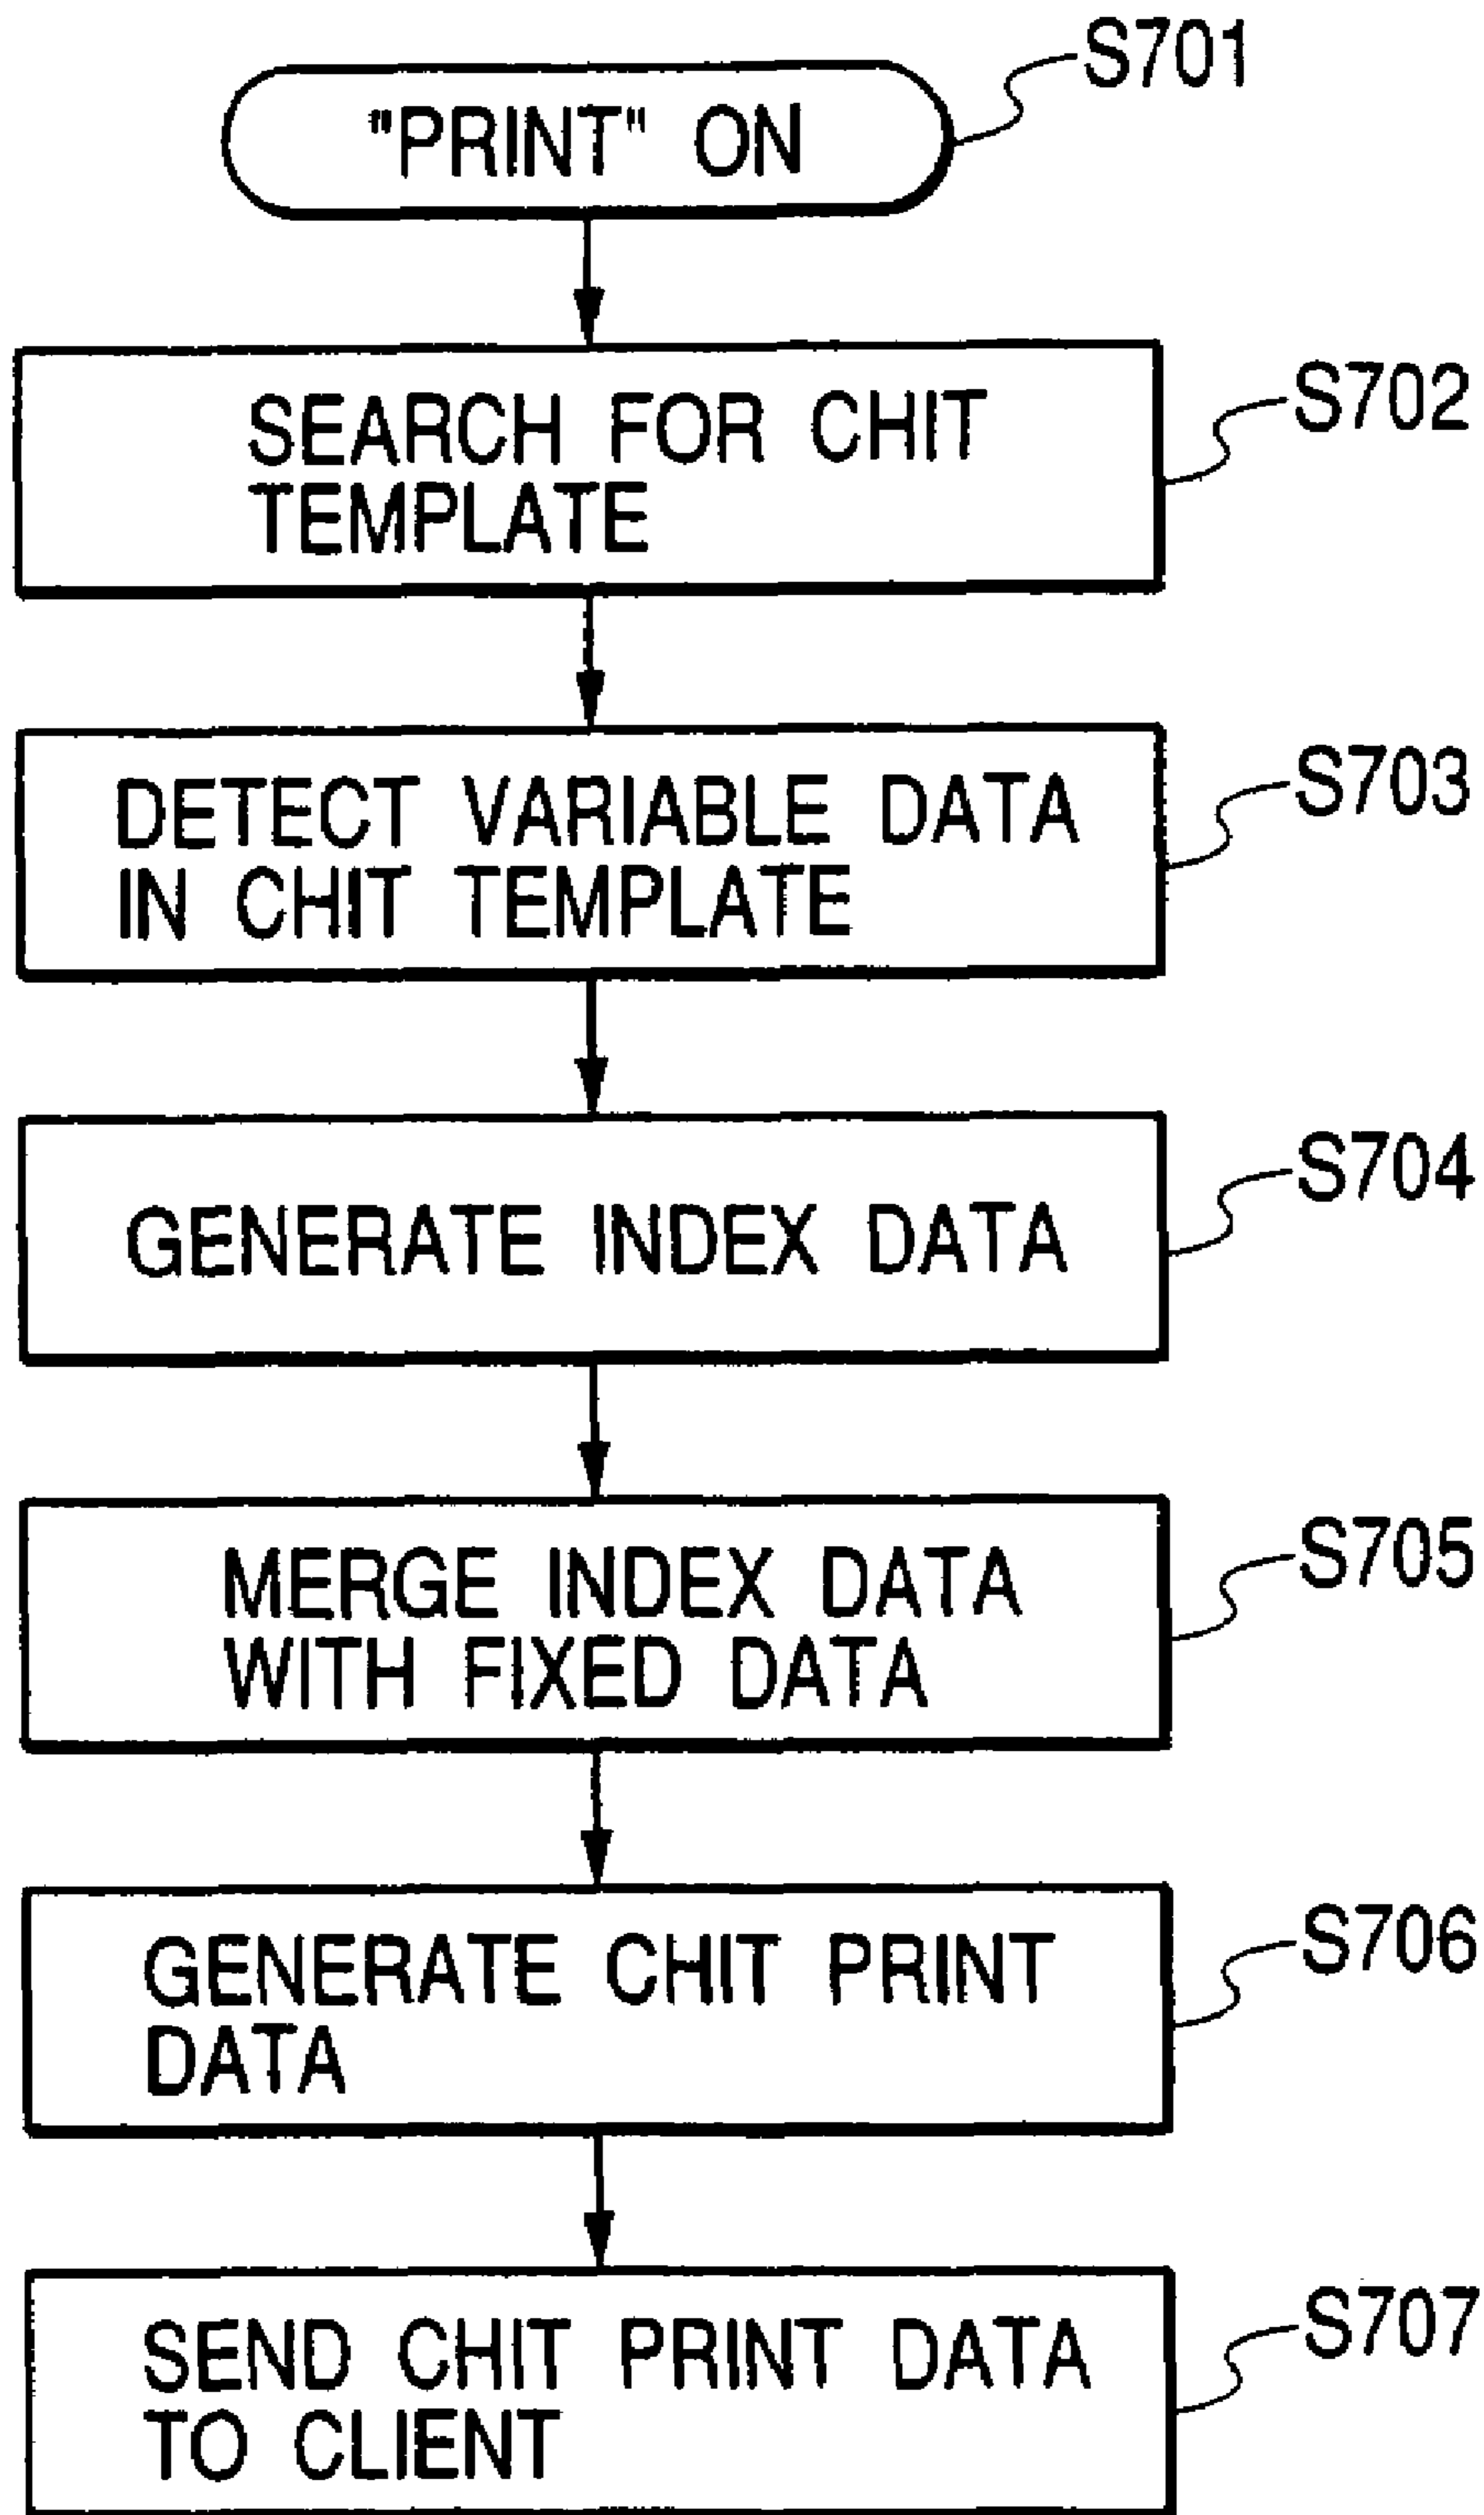 S701
"PRINT" ON
S702
SEARCH FOR CHIT
TEMPLATE
S703
DETECT VARIABLE DATA
IN CHIT TEMPLATE
S704
GENERATE INDEX DATA
S705
MERGE INDEX DATA
WITH FIXED DATA
S706
GENERATE CHIT PRINT
DATA
S707
SEND CHIT PRINT DATA
TO CLIENT